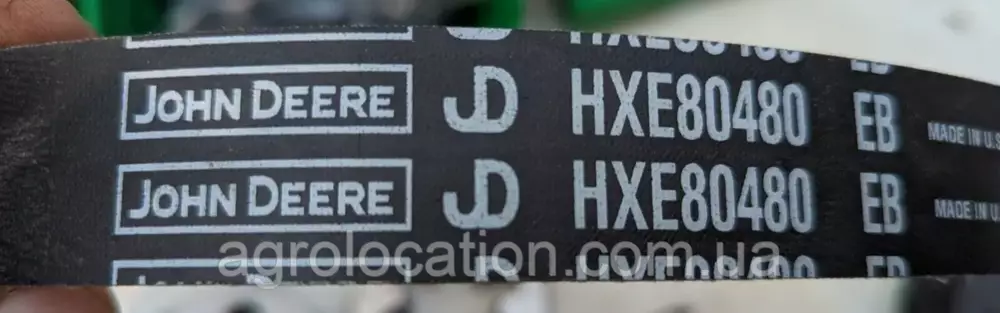 JOHN DEERE JD HXE80480 EB MADE IN U.S
JOHN DEERE JD HXE80480 EB MADE IN U.S
agrolocation.com.ua